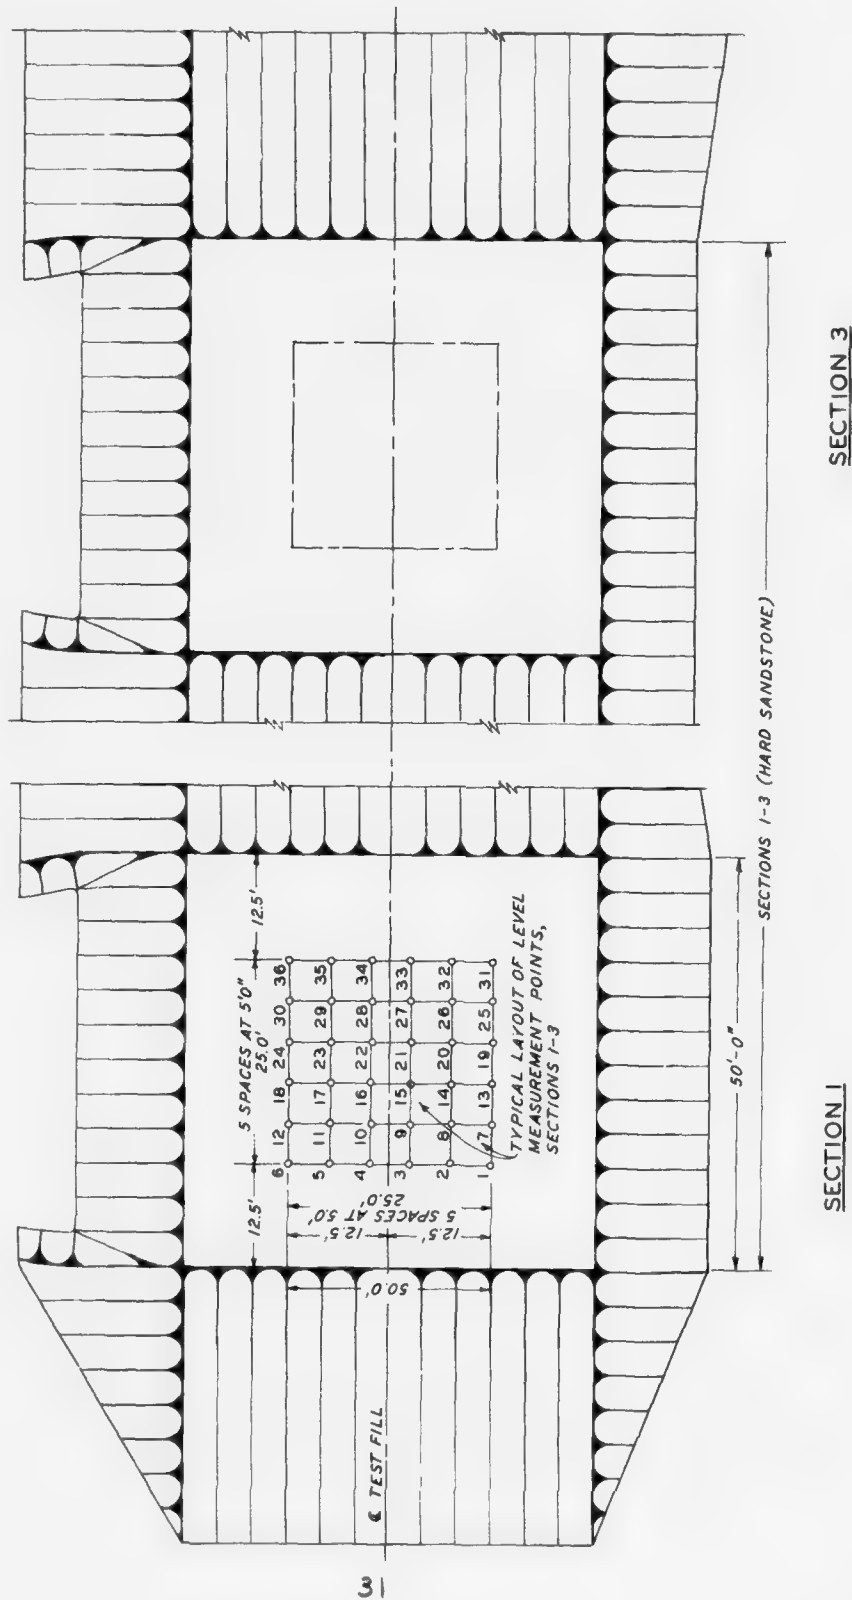 SECTION 3
SECTIONS 1-3 (HARD SANDSTONE)
SECTION 1
50'-0"
5 SPACES AT 5'0"
25.0'
12.5'
12.5'
6 12 18 24 30 36
5 11 17 23 29 35
4 10 16 22 28 34
3 9 15 21 27 33
2 8 14 20 26 32
1 7 13 19 25 31
TYPICAL LAYOUT OF LEVEL
MEASUREMENT POINTS,
SECTIONS 1-3
5 SPACES AT 5.0'
25.0'
12.5'
12.5'
50.0'
℄ TEST FILL
31